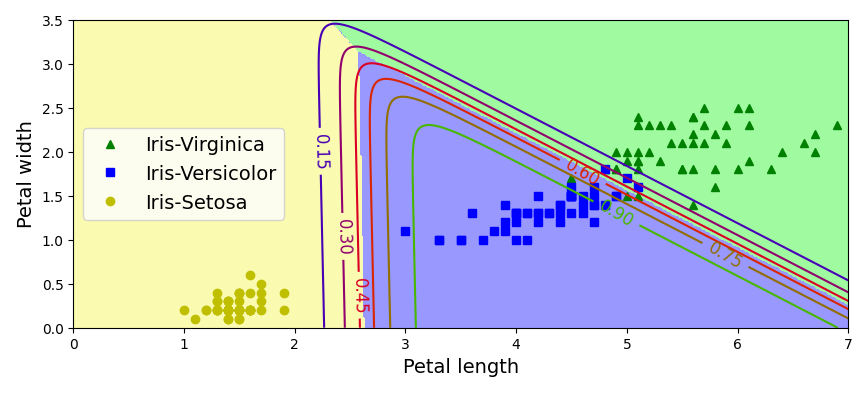 3.5
3.0
2.5
2.0
1.5
1.0
0.5
0.0
Petal width
Iris-Virginica
Iris-Versicolor
Iris-Setosa
0.15
0.30
0.45
0.60
0.90
0.75
0 1 2 3 4 5 6 7
Petal length